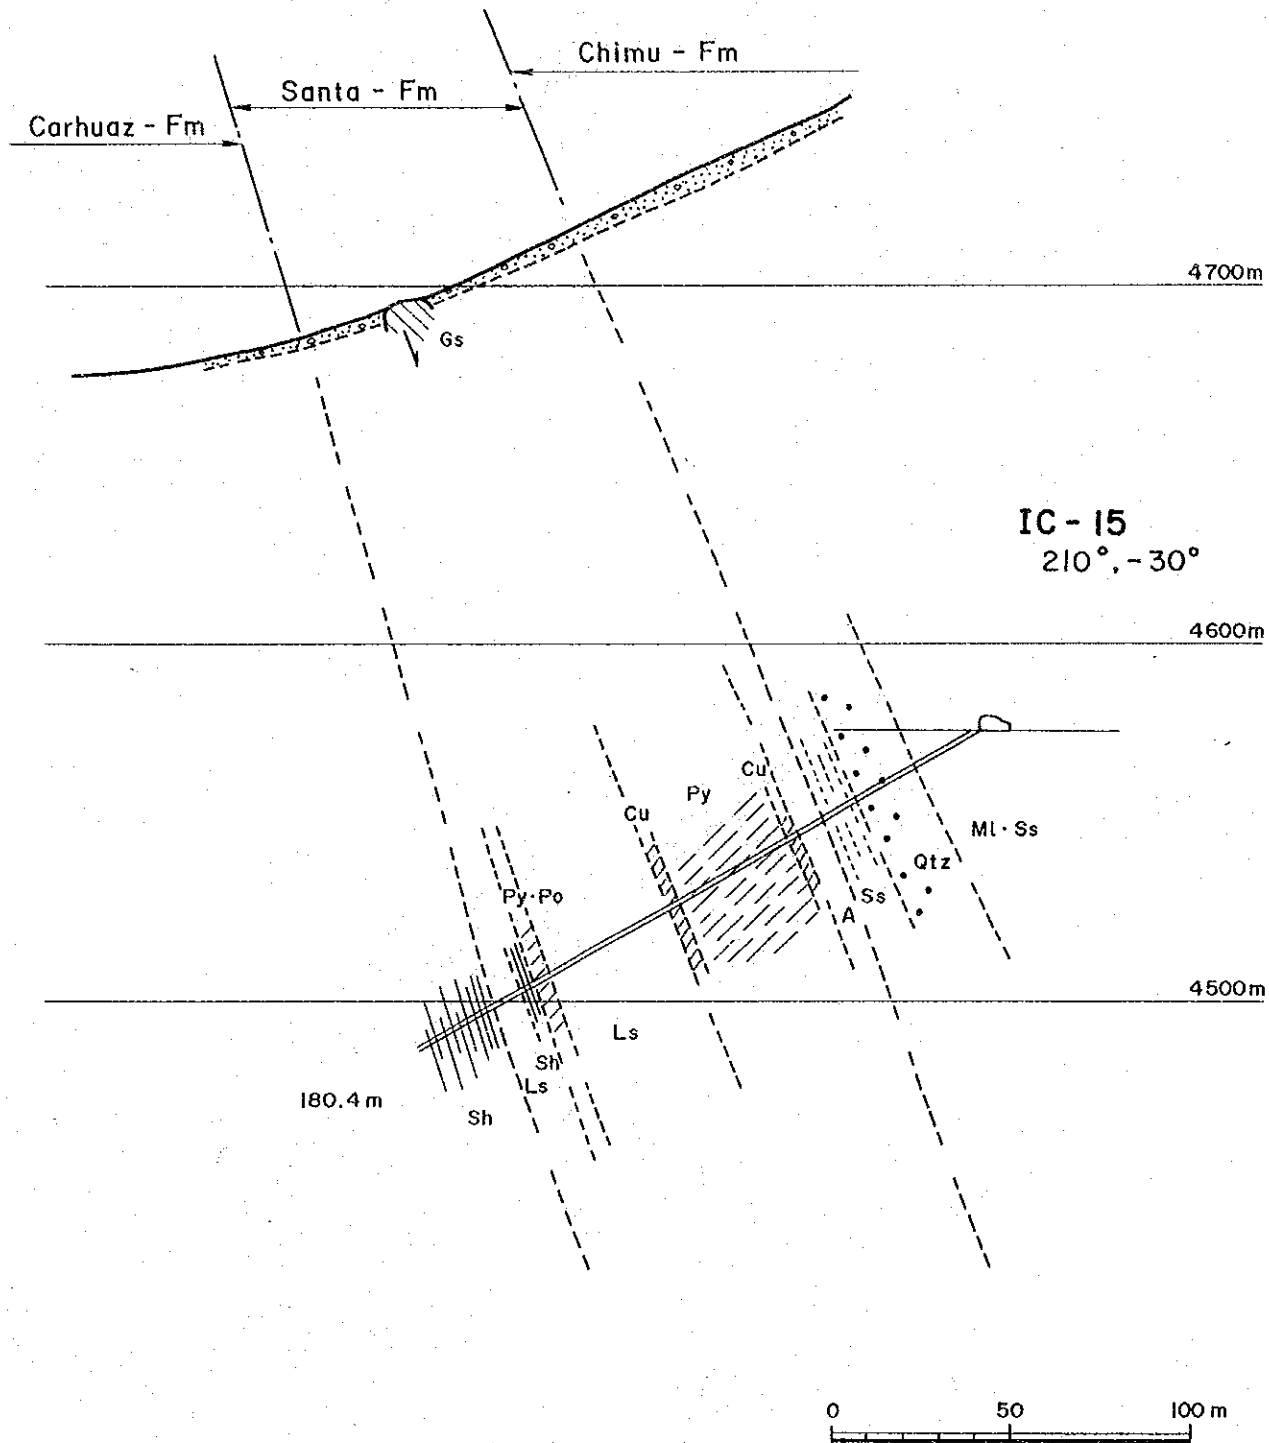 Chimu - Fm
Santa - Fm
Carhuaz - Fm
4700m
Gs
IC - 15
210°, -30°
4600m
Cu
Py
Cu
Ml · Ss
Qtz
Py · Po
Ss
A
4500m
Ls
Sh
Ls
180.4 m
Sh
0 50 100 m